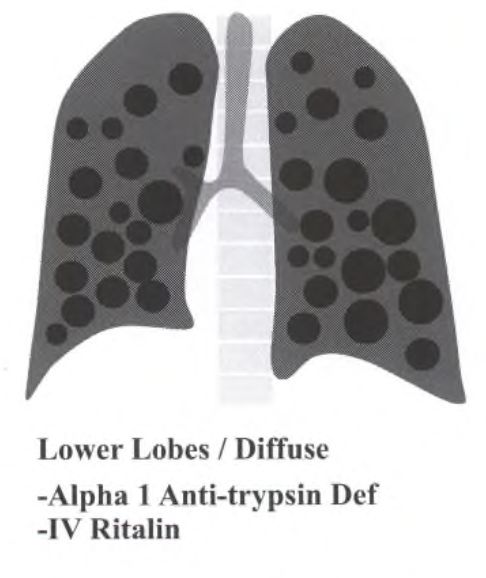 Lower Lobes / Diffuse
-Alpha 1 Anti-trypsin Def
-IV Ritalin